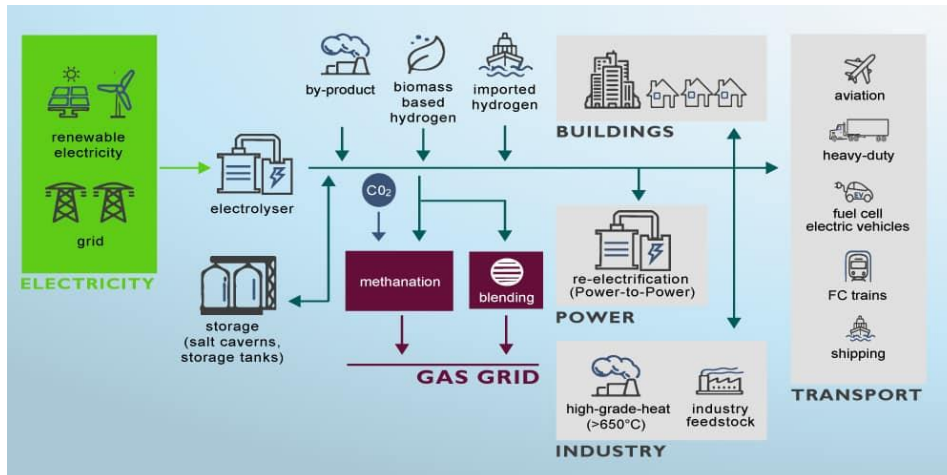 renewable
electricity
grid
ELECTRICITY
electrolyser
storage
(salt caverns,
storage tanks)
by-product
biomass
based
hydrogen
imported
hydrogen
C0₂
methanation
blending
GAS GRID
BUILDINGS
re-electrification
(Power-to-Power)
POWER
high-grade-heat
(>650°C)
industry
feedstock
INDUSTRY
aviation
heavy-duty
EV
fuel cell
electric vehicles
FC trains
shipping
TRANSPORT